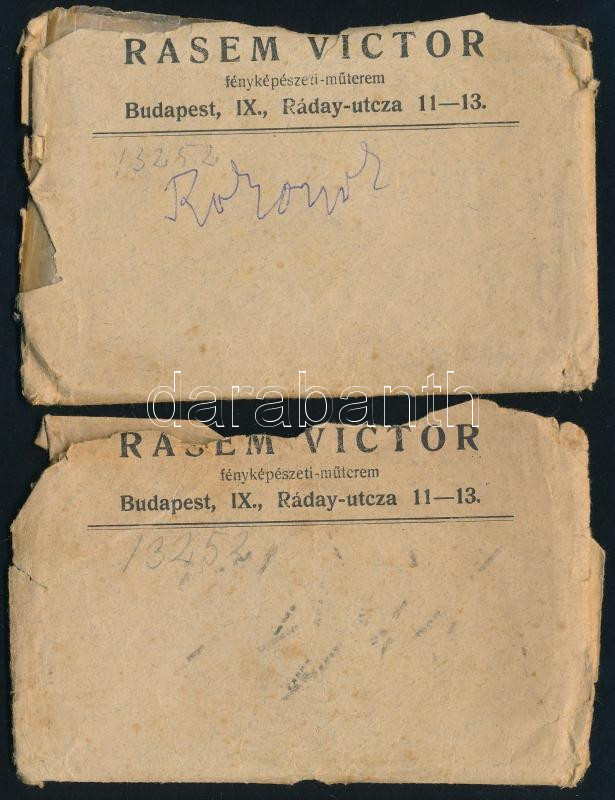 RASEM VICTOR
fényképészeti-műterem
Budapest, IX., Ráday-utcza 11—13.
13252
darabanth
RASEM VICTOR
fényképészeti-műterem
Budapest, IX., Ráday-utcza 11—13.
13252